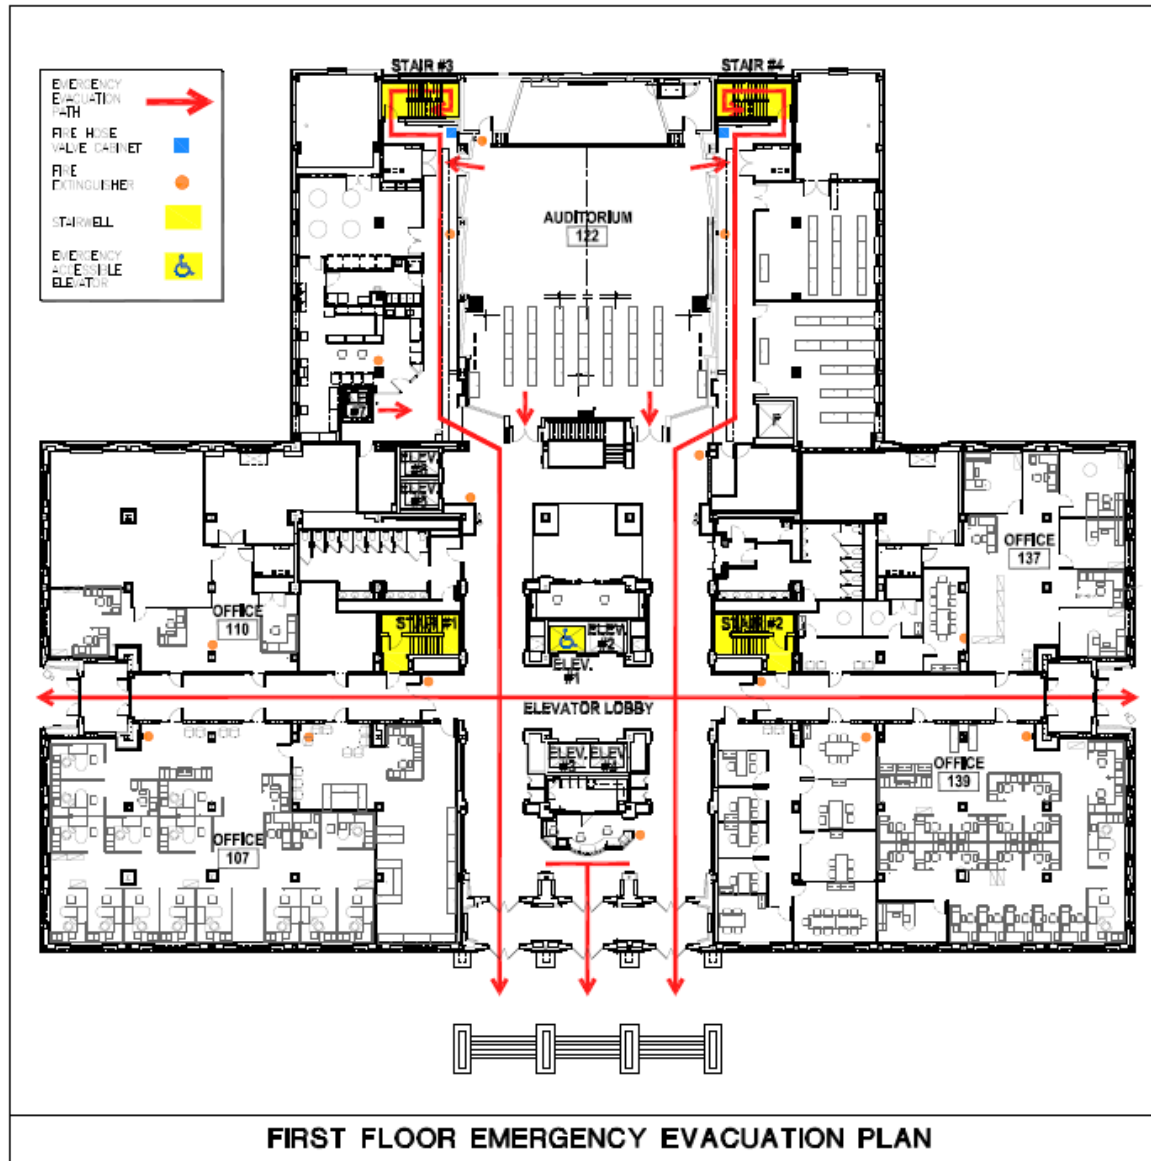 STAIR #3
STAIR #4
EMERGENCY
EVACUATION
PATH
FIRE HOSE
VALVE CABINET
FIRE
EXTINGUISHER
STAIRWELL
EMERGENCY
ACCESSIBLE
ELEVATOR
AUDITORIUM
122
ELEV.
ELEV.
OFFICE
137
OFFICE
110
STAIR #1
ELEV.
#2
STAIR #2
ELEV.
#1
ELEVATOR LOBBY
ELEV. ELEV.
OFFICE
139
OFFICE
107
FIRST FLOOR EMERGENCY EVACUATION PLAN